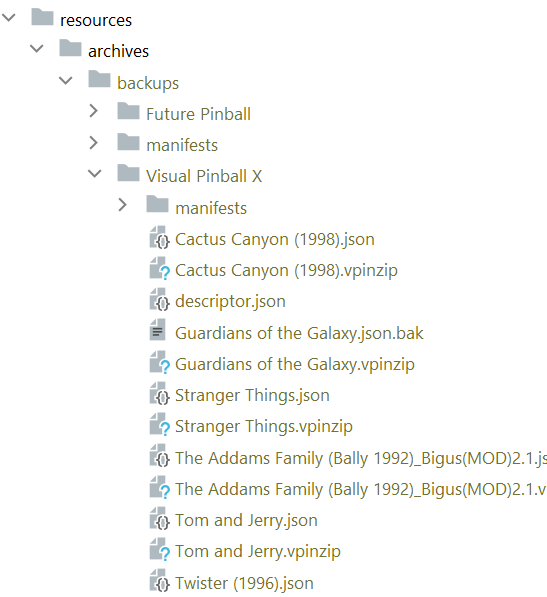 resources
archives
backups
Future Pinball
manifests
Visual Pinball X
manifests
Cactus Canyon (1998).json
Cactus Canyon (1998).vpinzip
descriptor.json
Guardians of the Galaxy.json.bak
Guardians of the Galaxy.vpinzip
Stranger Things.json
Stranger Things.vpinzip
The Addams Family (Bally 1992)_Bigus(MOD)2.1.js
The Addams Family (Bally 1992)_Bigus(MOD)2.1.v
Tom and Jerry.json
Tom and Jerry.vpinzip
Twister (1996).json